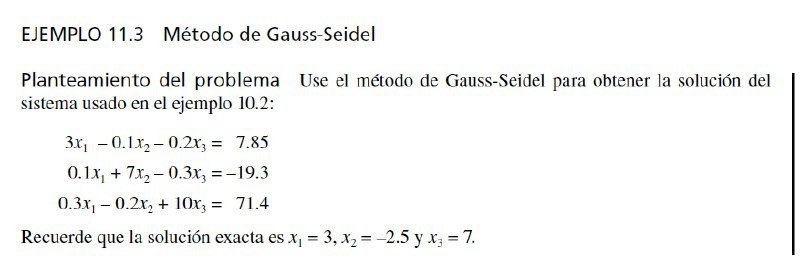 EJEMPLO 11.3 Método de Gauss-Seidel
Planteamiento del problema Use el método de Gauss-Seidel para obtener la solución del
sistema usado en el ejemplo 10.2:
3x₁ – 0.1x₂ – 0.2x₃ = 7.85
0.1x₁ + 7x₂ – 0.3x₃ = –19.3
0.3x₁ – 0.2x₂ + 10x₃ = 71.4
Recuerde que la solución exacta es x₁ = 3, x₂ = –2.5 y x₃ = 7.